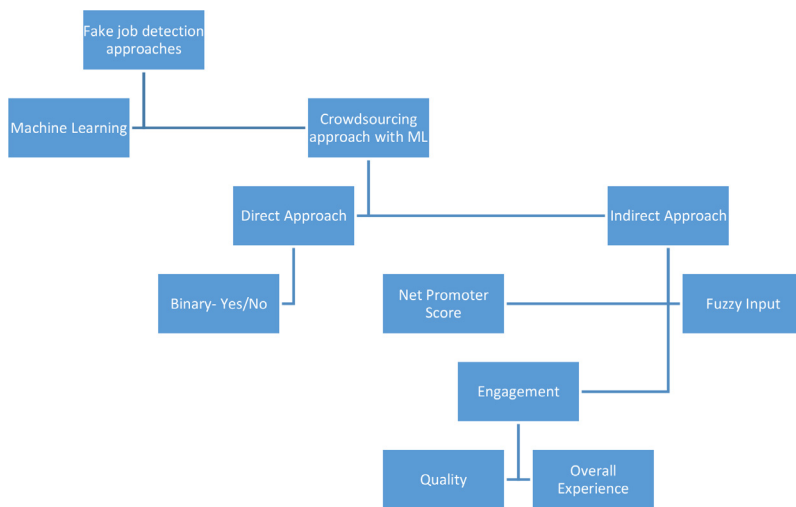 Fake job detection
approaches
Machine Learning
Crowdsourcing
approach with ML
Direct Approach
Indirect Approach
Binary- Yes/No
Net Promoter
Score
Fuzzy Input
Engagement
Quality
Overall
Experience